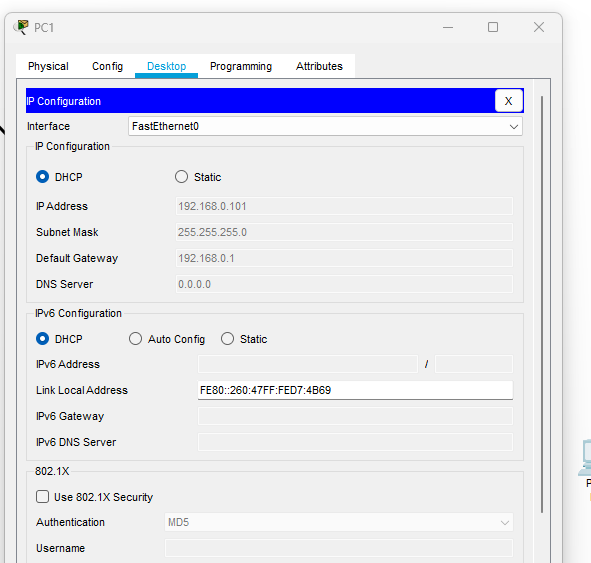 PC1
Physical Config Desktop Programming Attributes
IP Configuration X
Interface FastEthernet0
IP Configuration
DHCP Static
IP Address 192.168.0.101
Subnet Mask 255.255.255.0
Default Gateway 192.168.0.1
DNS Server 0.0.0.0
IPv6 Configuration
DHCP Auto Config Static
IPv6 Address /
Link Local Address FE80::260:47FF:FED7:4B69
IPv6 Gateway
IPv6 DNS Server
802.1X
Use 802.1X Security
Authentication MD5
Username